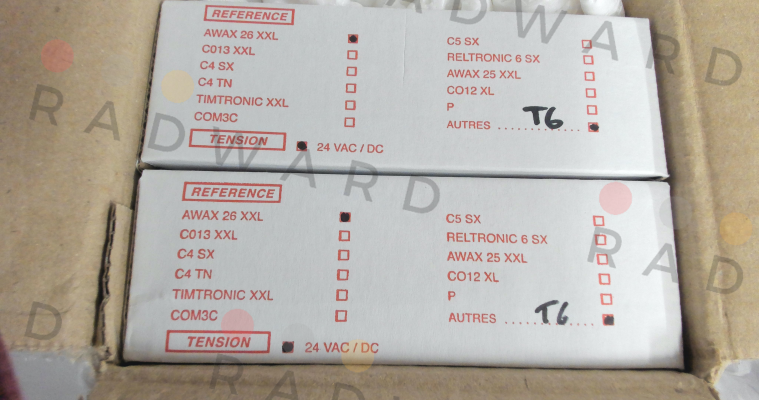 REFERENCE
AWAX 26 XXL
C013 XXL
C4 SX
C4 TN
TIMTRONIC XXL
COM3C
TENSION 24 VAC / DC
C5 SX
RELTRONIC 6 SX
AWAX 25 XXL
CO12 XL
P
AUTRES .............. T6
REFERENCE
AWAX 26 XXL
C013 XXL
C4 SX
C4 TN
TIMTRONIC XXL
COM3C
TENSION 24 VAC / DC
C5 SX
RELTRONIC 6 SX
AWAX 25 XXL
CO12 XL
P
AUTRES .............. T6
RADWARD
RADWARD
RAD
D
RADWARD